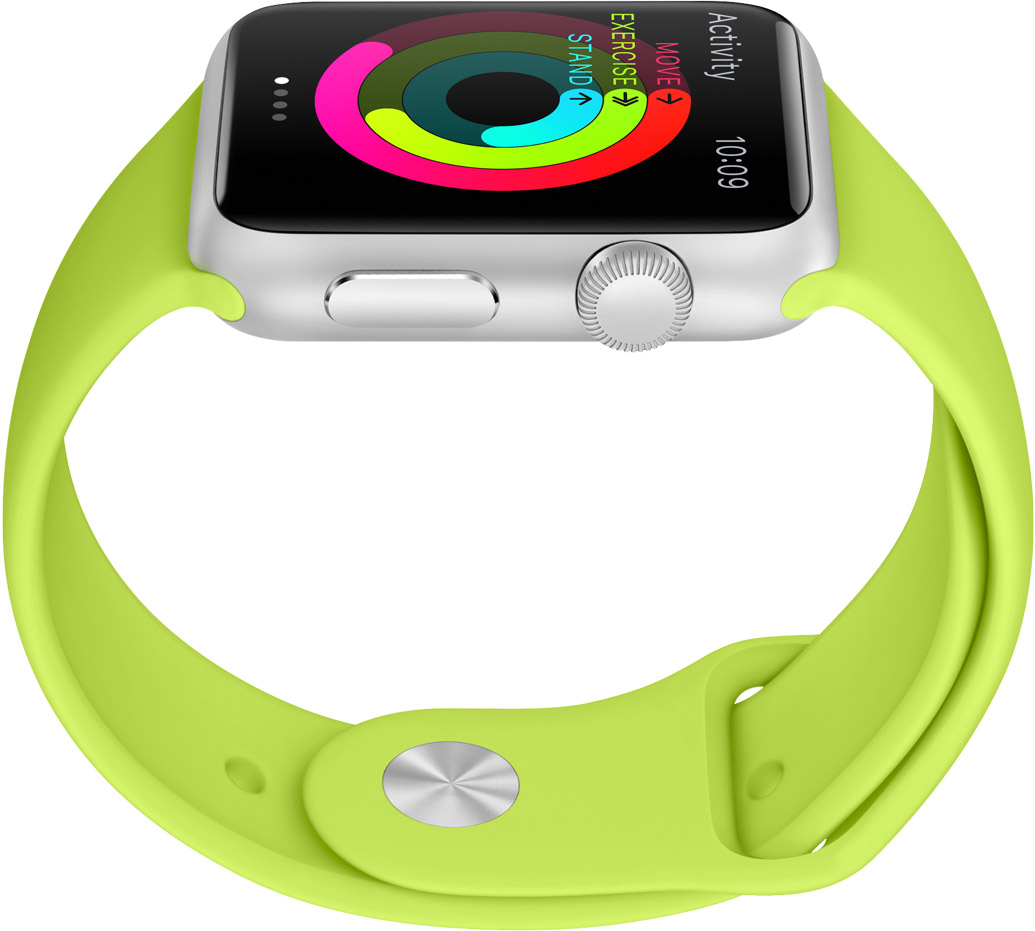 Activity 10:09
MOVE
EXERCISE
STAND